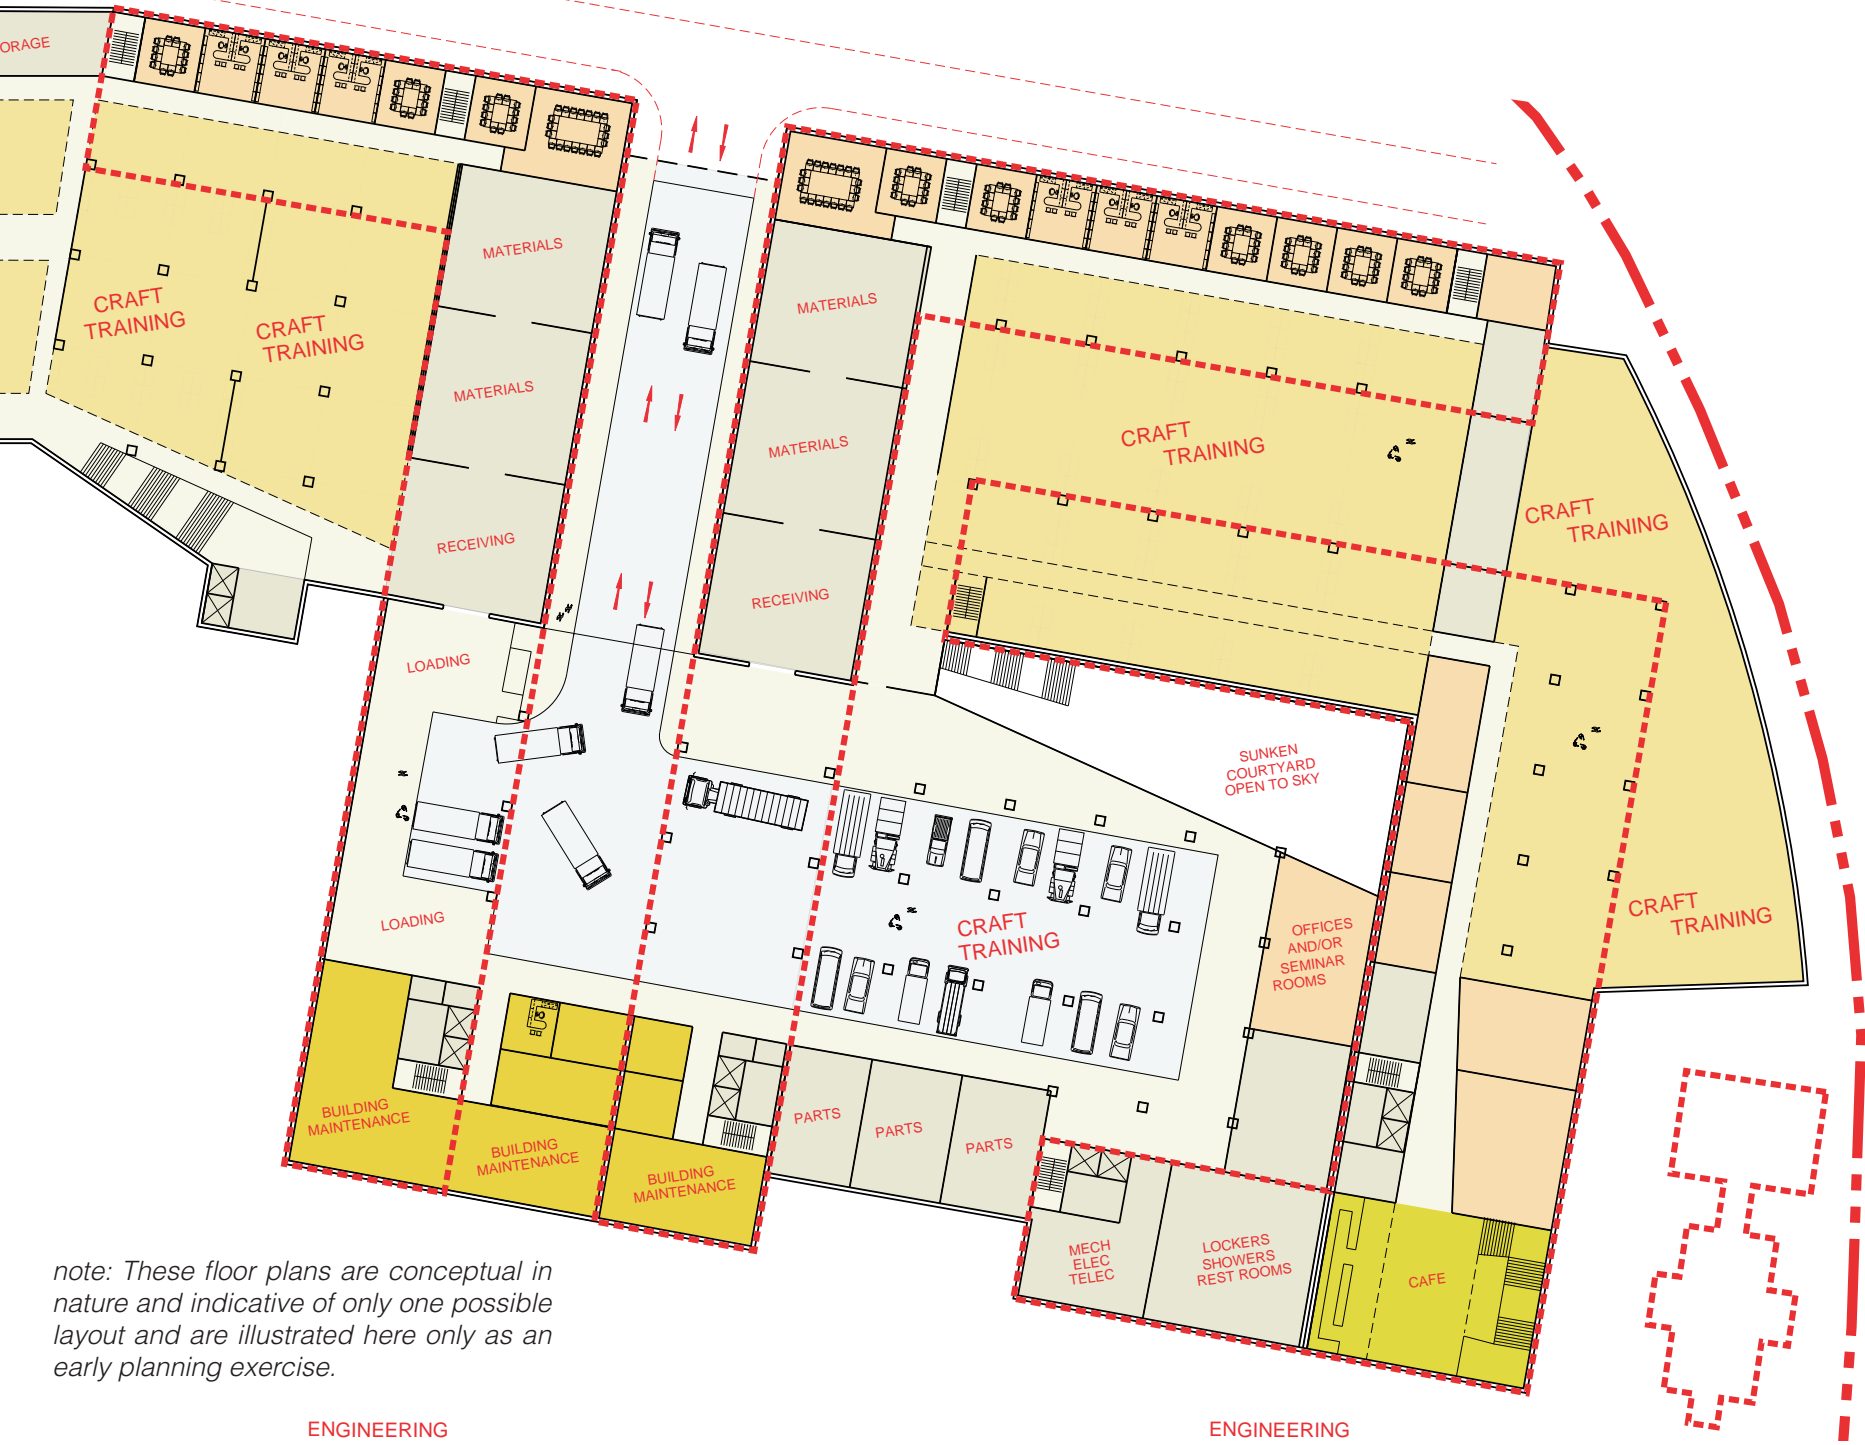 ORAGE
MATERIALS
MATERIALS
CRAFT
TRAINING
CRAFT
TRAINING
MATERIALS
MATERIALS
CRAFT
TRAINING
CRAFT
TRAINING
RECEIVING
RECEIVING
LOADING
SUNKEN
COURTYARD
OPEN TO SKY
LOADING
CRAFT
TRAINING
OFFICES
AND/OR
SEMINAR
ROOMS
CRAFT
TRAINING
BUILDING
MAINTENANCE
BUILDING
MAINTENANCE
BUILDING
MAINTENANCE
PARTS
PARTS
PARTS
MECH
ELEC
TELEC
LOCKERS
SHOWERS
REST ROOMS
CAFE
note: These floor plans are conceptual in
nature and indicative of only one possible
layout and are illustrated here only as an
early planning exercise.
ENGINEERING
ENGINEERING